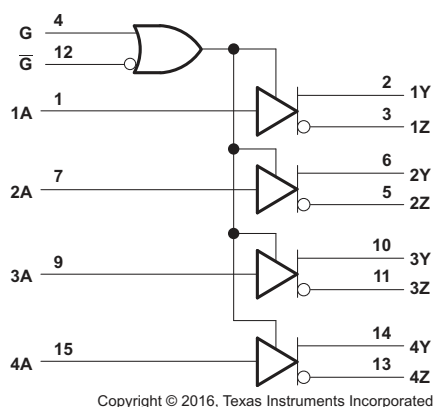 4
G
12
G̅
1
1A
2
1Y
3
1Z
7
2A
6
2Y
5
2Z
9
3A
10
3Y
11
3Z
15
4A
14
4Y
13
4Z
Copyright © 2016, Texas Instruments Incorporated